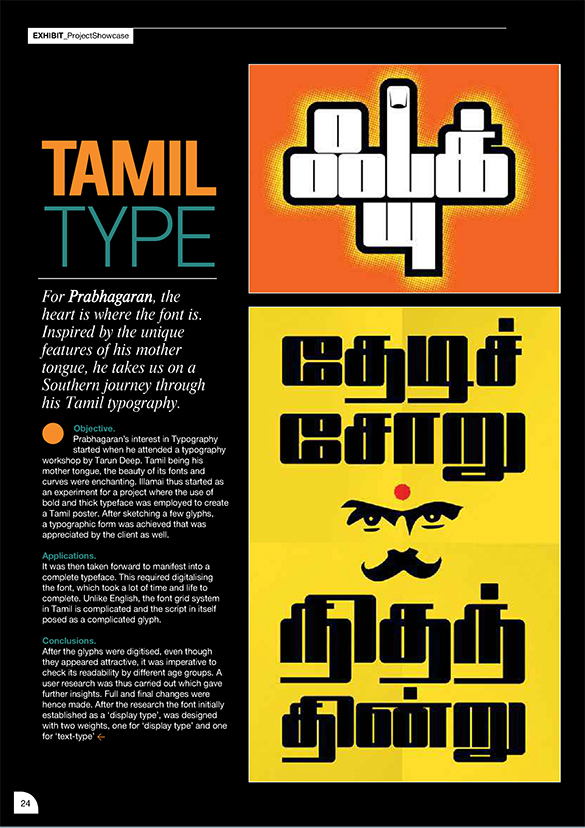 EXHIBIT_ProjectShowcase
TAMIL
TYPE
For Prabhagaran, the
heart is where the font is.
Inspired by the unique
features of his mother
tongue, he takes us on a
Southern journey through
his Tamil typography.
Objective.
Prabhagaran's interest in Typography
started when he attended a typography
workshop by Tarun Deep. Tamil being his
mother tongue, the beauty of its fonts and
curves were enchanting. Illamai thus started as
an experiment for a project where the use of
bold and thick typeface was employed to create
a Tamil poster. After sketching a few glyphs,
a typographic form was achieved that was
appreciated by the client as well.
Applications.
It was then taken forward to manifest into a
complete typeface. This required digitalising
the font, which took a lot of time and life to
complete. Unlike English, the font grid system
in Tamil is complicated and the script in itself
posed as a complicated glyph.
Conclusions.
After the glyphs were digitised, even though
they appeared attractive, it was imperative to
check its readability by different age groups. A
user research was thus carried out which gave
further insights. Full and final changes were
hence made. After the research the font initially
established as a 'display type', was designed
with two weights, one for 'display type' and one
for 'text-type' ←
தேடிச்
சோறு
நிதந்
தின்று
24